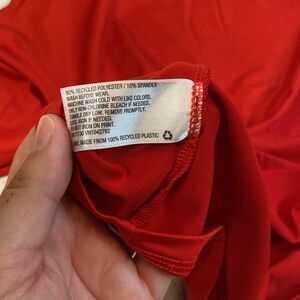 90% RECYCLED POLYESTER / 10% SPANDEX
WASH BEFORE WEAR.
MACHINE WASH COLD WITH LIKE COLORS.
ONLY NON-CHLORINE BLEACH IF NEEDED.
TUMBLE DRY LOW. REMOVE PROMPTLY.
COOL IRON IF NEEDED.
NOT IRON ON PRINT.
VN1042782
MADE FROM 100% RECYCLED PLASTIC